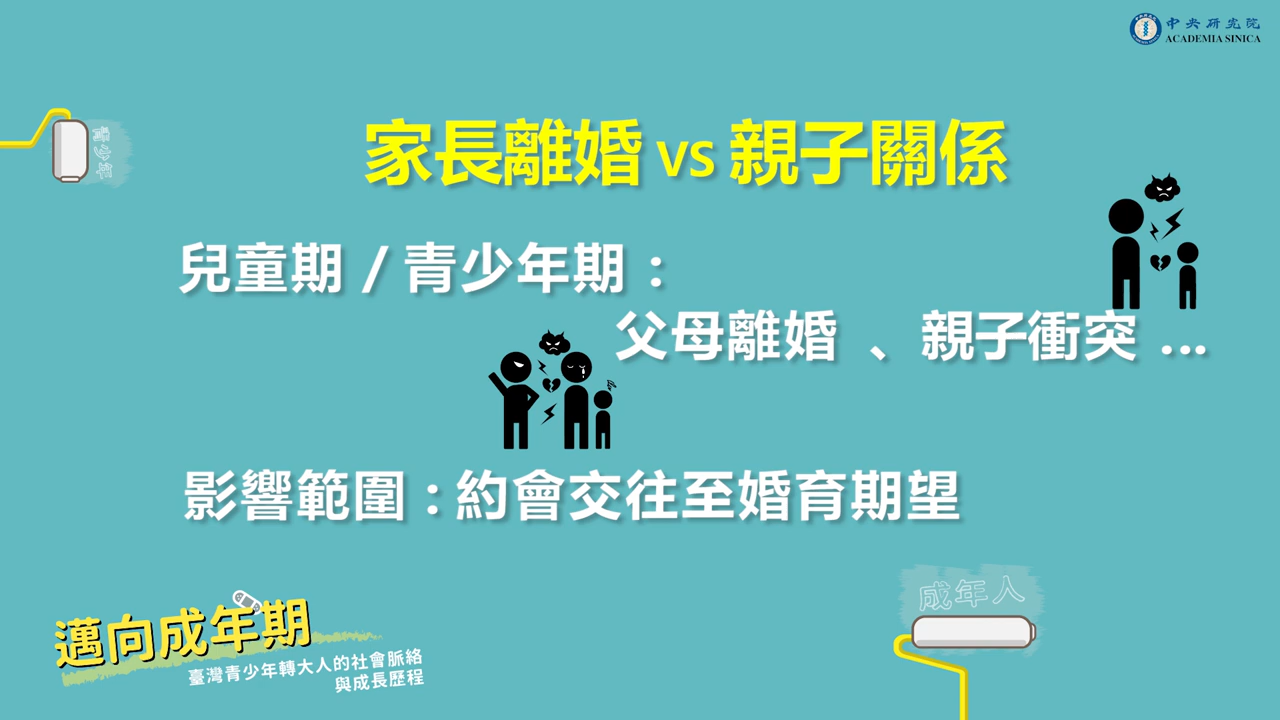 中央研究院
ACADEMIA SINICA
青少年
家長離婚 vs 親子關係
兒童期 / 青少年期 :
父母離婚 、親子衝突 ...
影響範圍 : 約會交往至婚育期望
成年人
邁向成年期
臺灣青少年轉大人的社會脈絡
與成長歷程